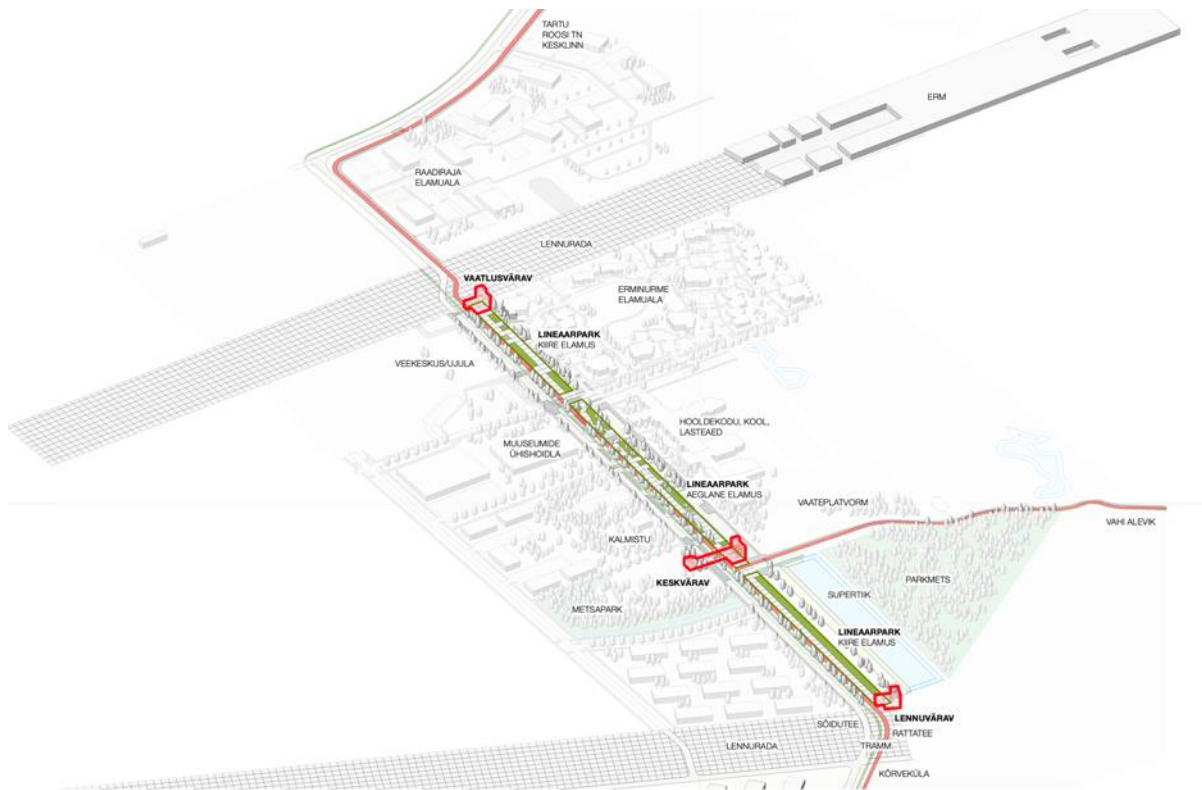 TARTU
ROOSI TN
KESKLINN
ERM
RAADIRAJA
ELAMUALA
LENNURADA
VAATLUSVÄRAV
ERMINURME
ELAMUALA
LINEAARPARK
KIIRE ELAMUS
VEEKESKUS/UJULA
HOOLDEKODU, KOOL,
LASTEAED
MUUSEUMIDE
ÜHISHOIDLA
LINEAARPARK
AEGLANE ELAMUS
VAATEPLATVORM
VAHI ALEVIK
KALMISTU
KESKVÄRAV
PARKMETS
SUPERTIIK
METSAPARK
LINEAARPARK
KIIRE ELAMUS
LENNUVÄRAV
SÕIDUTEE
RATTATEE
LENNURADA
TRAMM
KÕRVEKÜLA